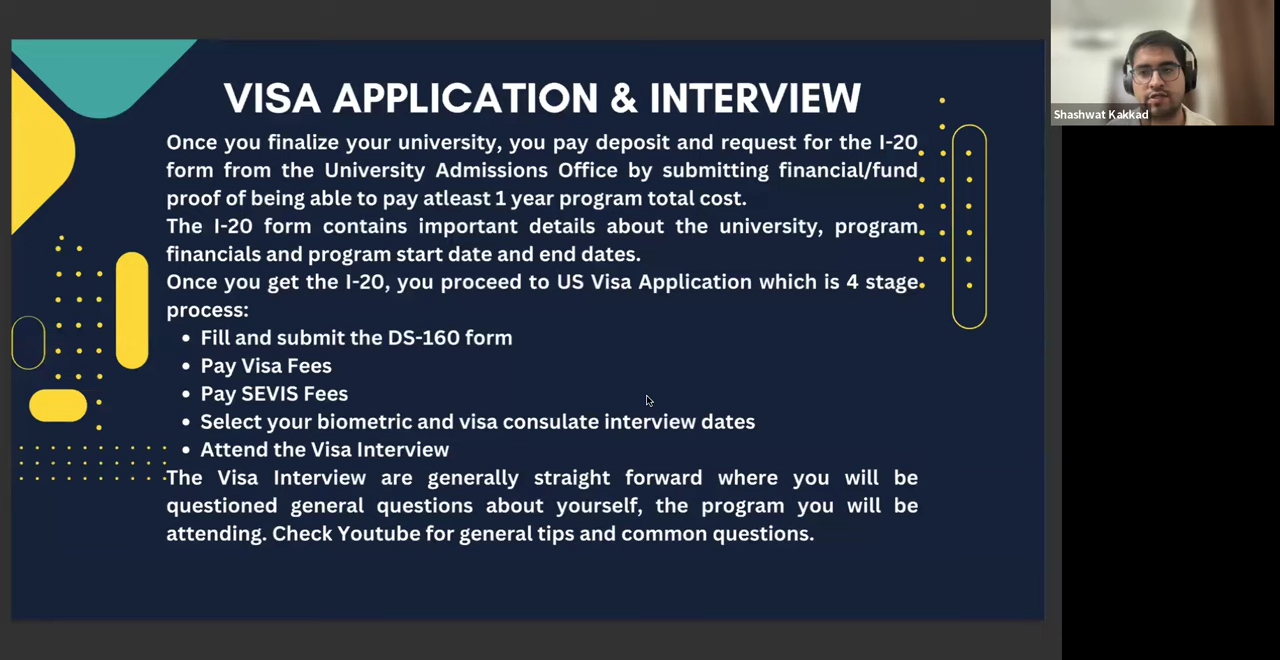 VISA APPLICATION & INTERVIEW
Once you finalize your university, you pay deposit and request for the I-20
form from the University Admissions Office by submitting financial/fund
proof of being able to pay atleast 1 year program total cost.
The I-20 form contains important details about the university, program
financials and program start date and end dates.
Once you get the I-20, you proceed to US Visa Application which is 4 stage
process:
• Fill and submit the DS-160 form
• Pay Visa Fees
• Pay SEVIS Fees
• Select your biometric and visa consulate interview dates
• Attend the Visa Interview
The Visa Interview are generally straight forward where you will be
questioned general questions about yourself, the program you will be
attending. Check Youtube for general tips and common questions.
Shashwat Kakkad